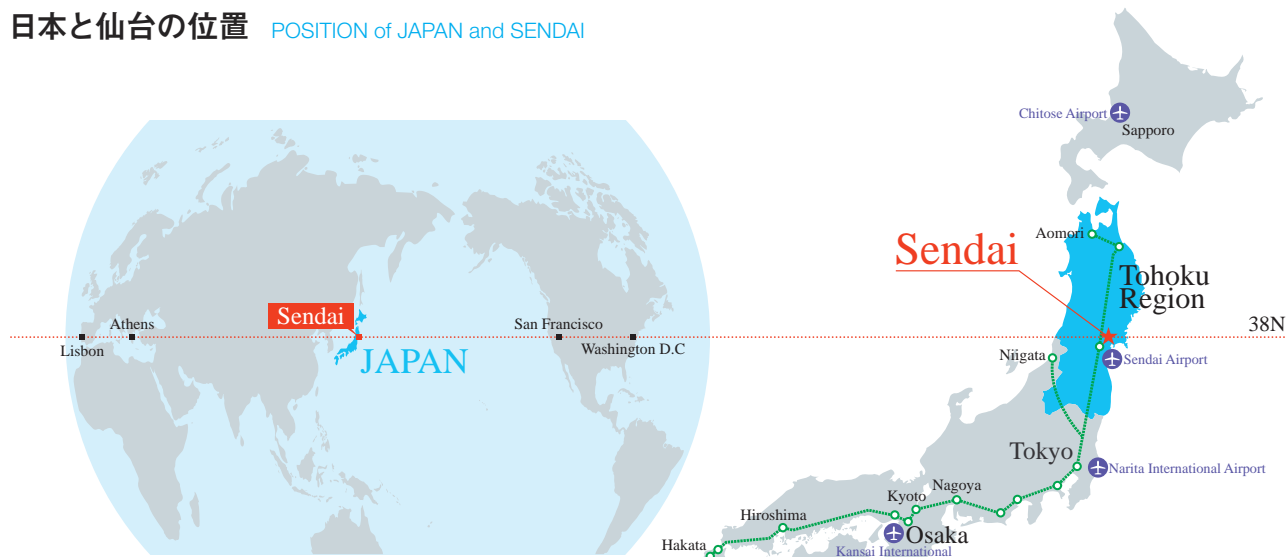 日本と仙台の位置 POSITION of JAPAN and SENDAI
Chitose Airport
Sapporo
Aomori
Sendai
Tohoku
Region
Athens
Sendai
San Francisco
38N
Lisbon
JAPAN
Washington D.C
Niigata
Sendai Airport
Tokyo
Narita International Airport
Nagoya
Kyoto
Hiroshima
Osaka
Hakata
Kansai International